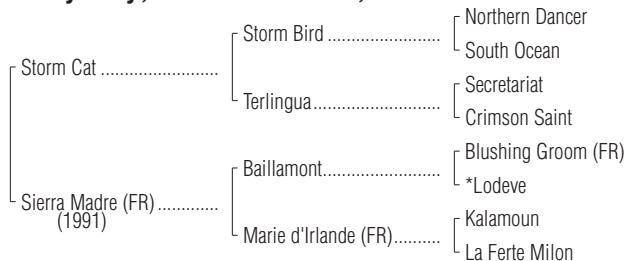 Northern Dancer
Storm Bird ........................
South Ocean
Storm Cat .........................
Secretariat
Terlingua...........................
Crimson Saint
Blushing Groom (FR)
Baillamont.........................
*Lodeve
Sierra Madre (FR) .............
(1991)
Kalamoun
Marie d'Irlande (FR)..........
La Ferte Milon